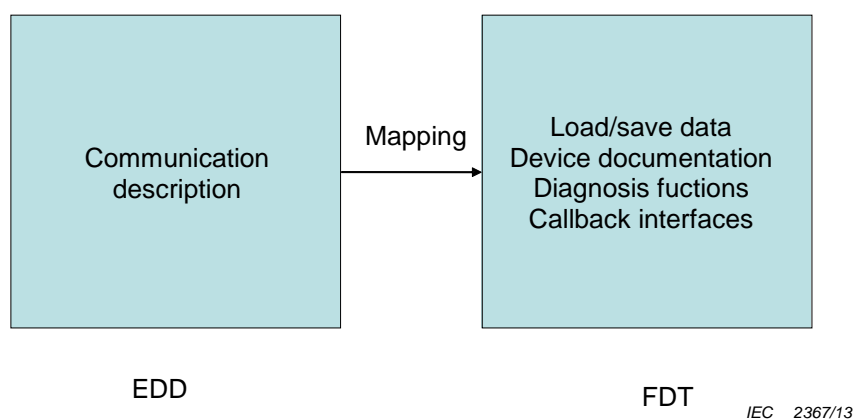 Communication
description
Mapping
Load/save data
Device documentation
Diagnosis fuctions
Callback interfaces
EDD
FDT
IEC 2367/13